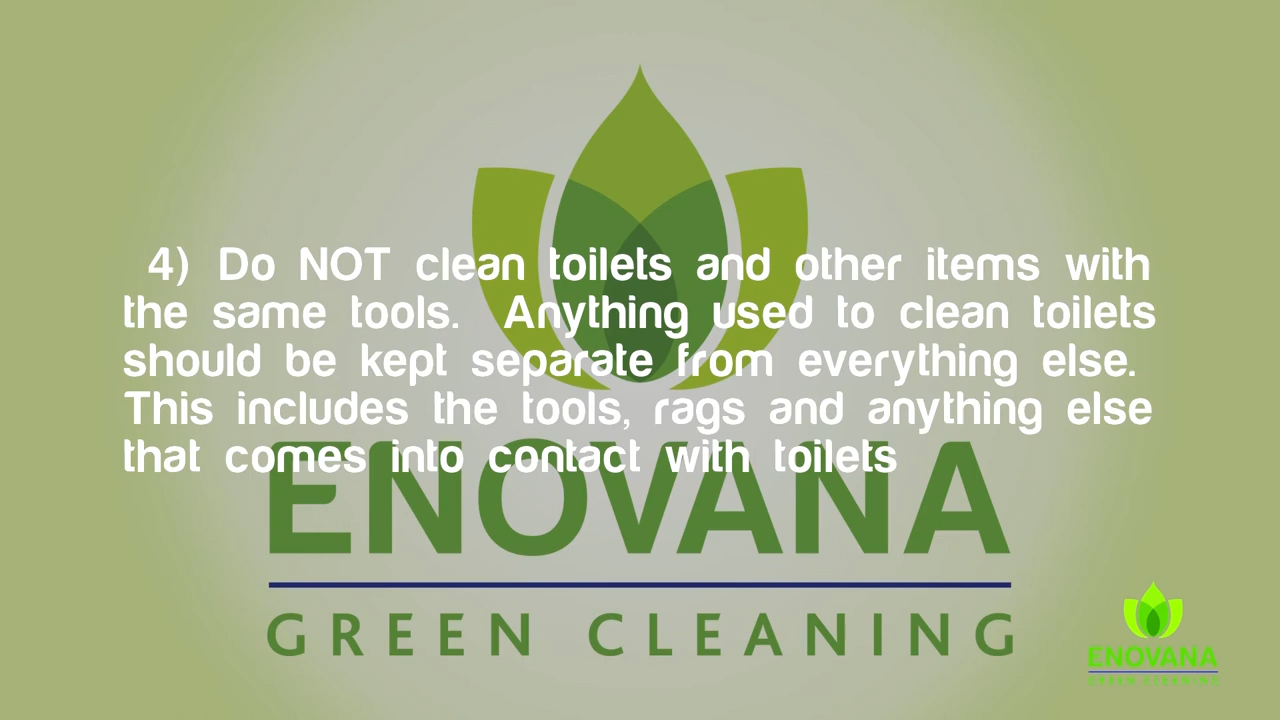 4) Do NOT clean toilets and other items with
the same tools. Anything used to clean toilets
should be kept separate from everything else.
This includes the tools, rags and anything else
that comes into contact with toilets
ENOVANA
GREEN CLEANING
ENOVANA
GREEN CLEANING